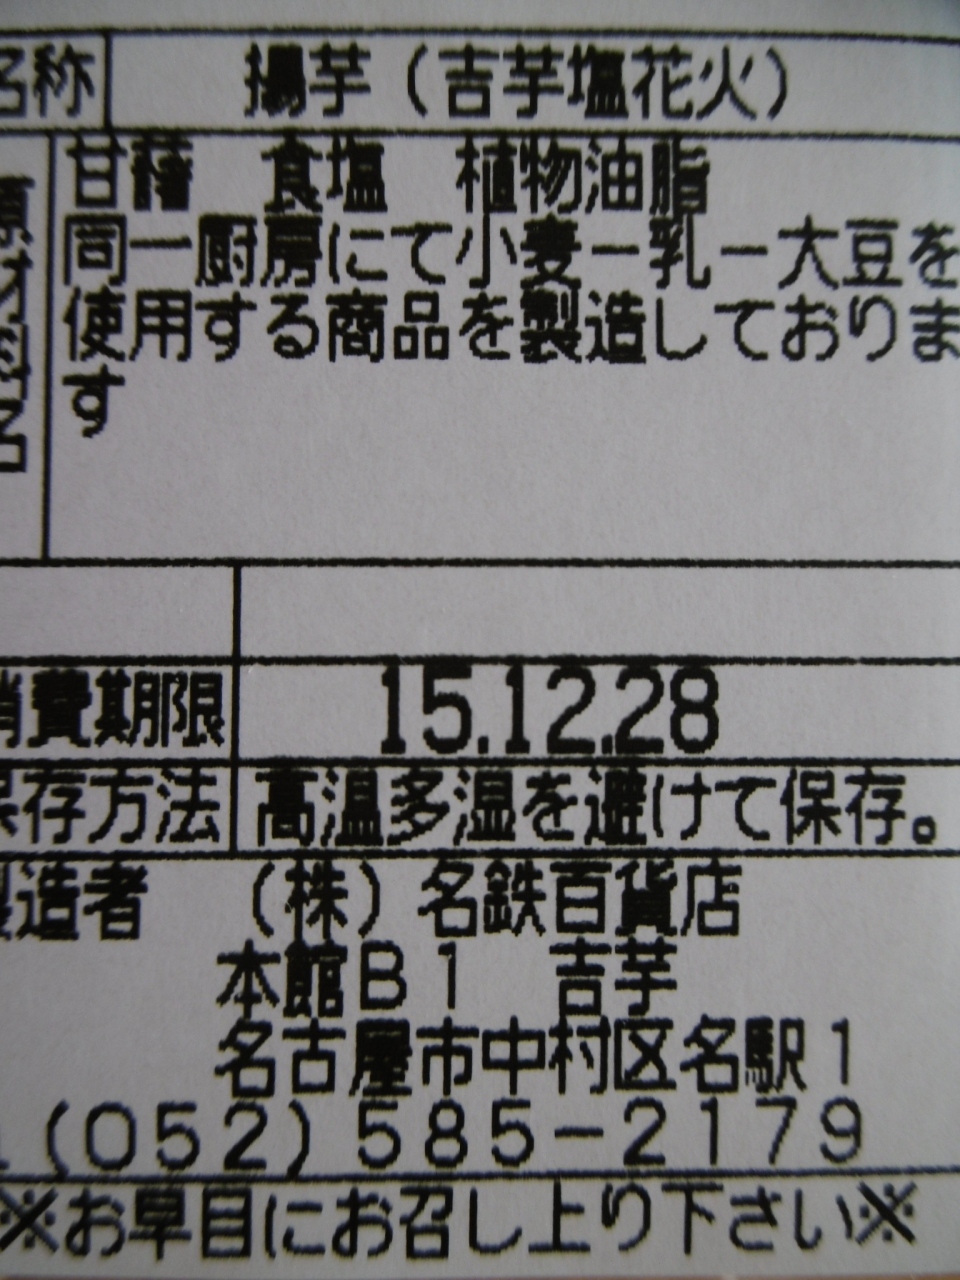 名称 揚芋(吉芋塩花火)
原材料名 甘藷 食塩 植物油脂
同一厨房にて小麦ー乳ー大豆を
使用する商品を製造しておりま
す
消費期限 15.12.28
保存方法 高温多湿を避けて保存。
製造者 (株)名鉄百貨店
本館B1 吉芋
名古屋市中村区名駅1
(052)585-2179
※お早目にお召し上り下さい※